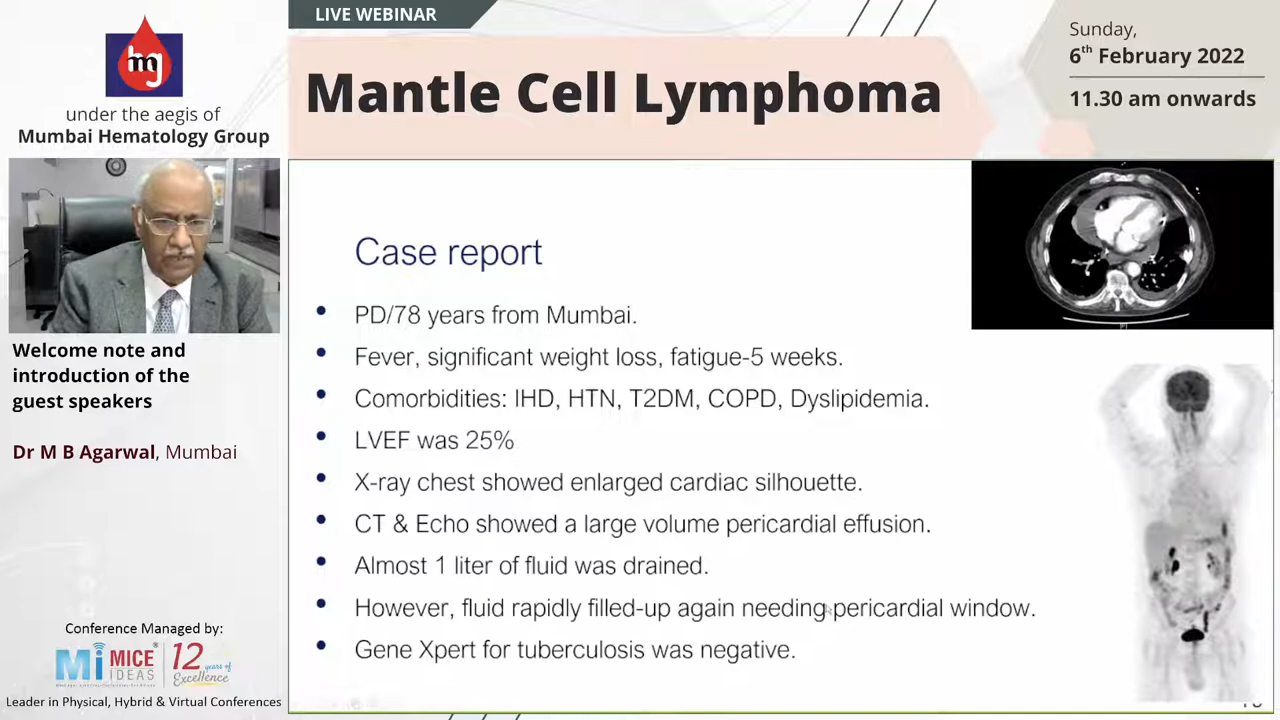 LIVE WEBINAR
Mantle Cell Lymphoma
Sunday,
6th February 2022
11.30 am onwards
mg
under the aegis of
Mumbai Hematology Group
Welcome note and
introduction of the
guest speakers
Dr M B Agarwal, Mumbai
Conference Managed by:
Mi MICE IDEAS
12 years of Excellence
Leader in Physical, Hybrid & Virtual Conferences
Case report
• PD/78 years from Mumbai.
• Fever, significant weight loss, fatigue-5 weeks.
• Comorbidities: IHD, HTN, T2DM, COPD, Dyslipidemia.
• LVEF was 25%
• X-ray chest showed enlarged cardiac silhouette.
• CT & Echo showed a large volume pericardial effusion.
• Almost 1 liter of fluid was drained.
• However, fluid rapidly filled-up again needing pericardial window.
• Gene Xpert for tuberculosis was negative.